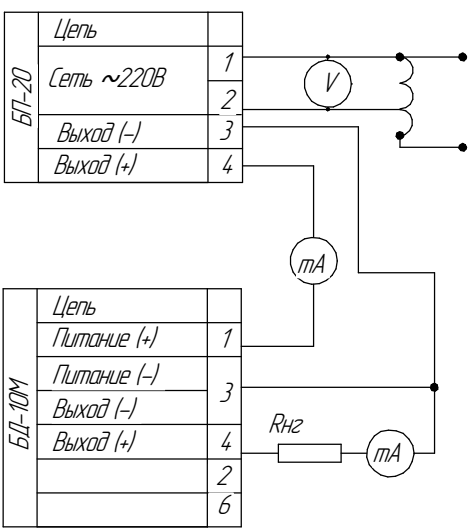 БП-20
Цепь
Сеть ~220В
1
2
Выход (-)
3
Выход (+)
4
V
mA
БД-10М
Цепь
Питание (+)
1
Питание (-)
3
Выход (-)
Выход (+)
4
2
6
Rнг
mA